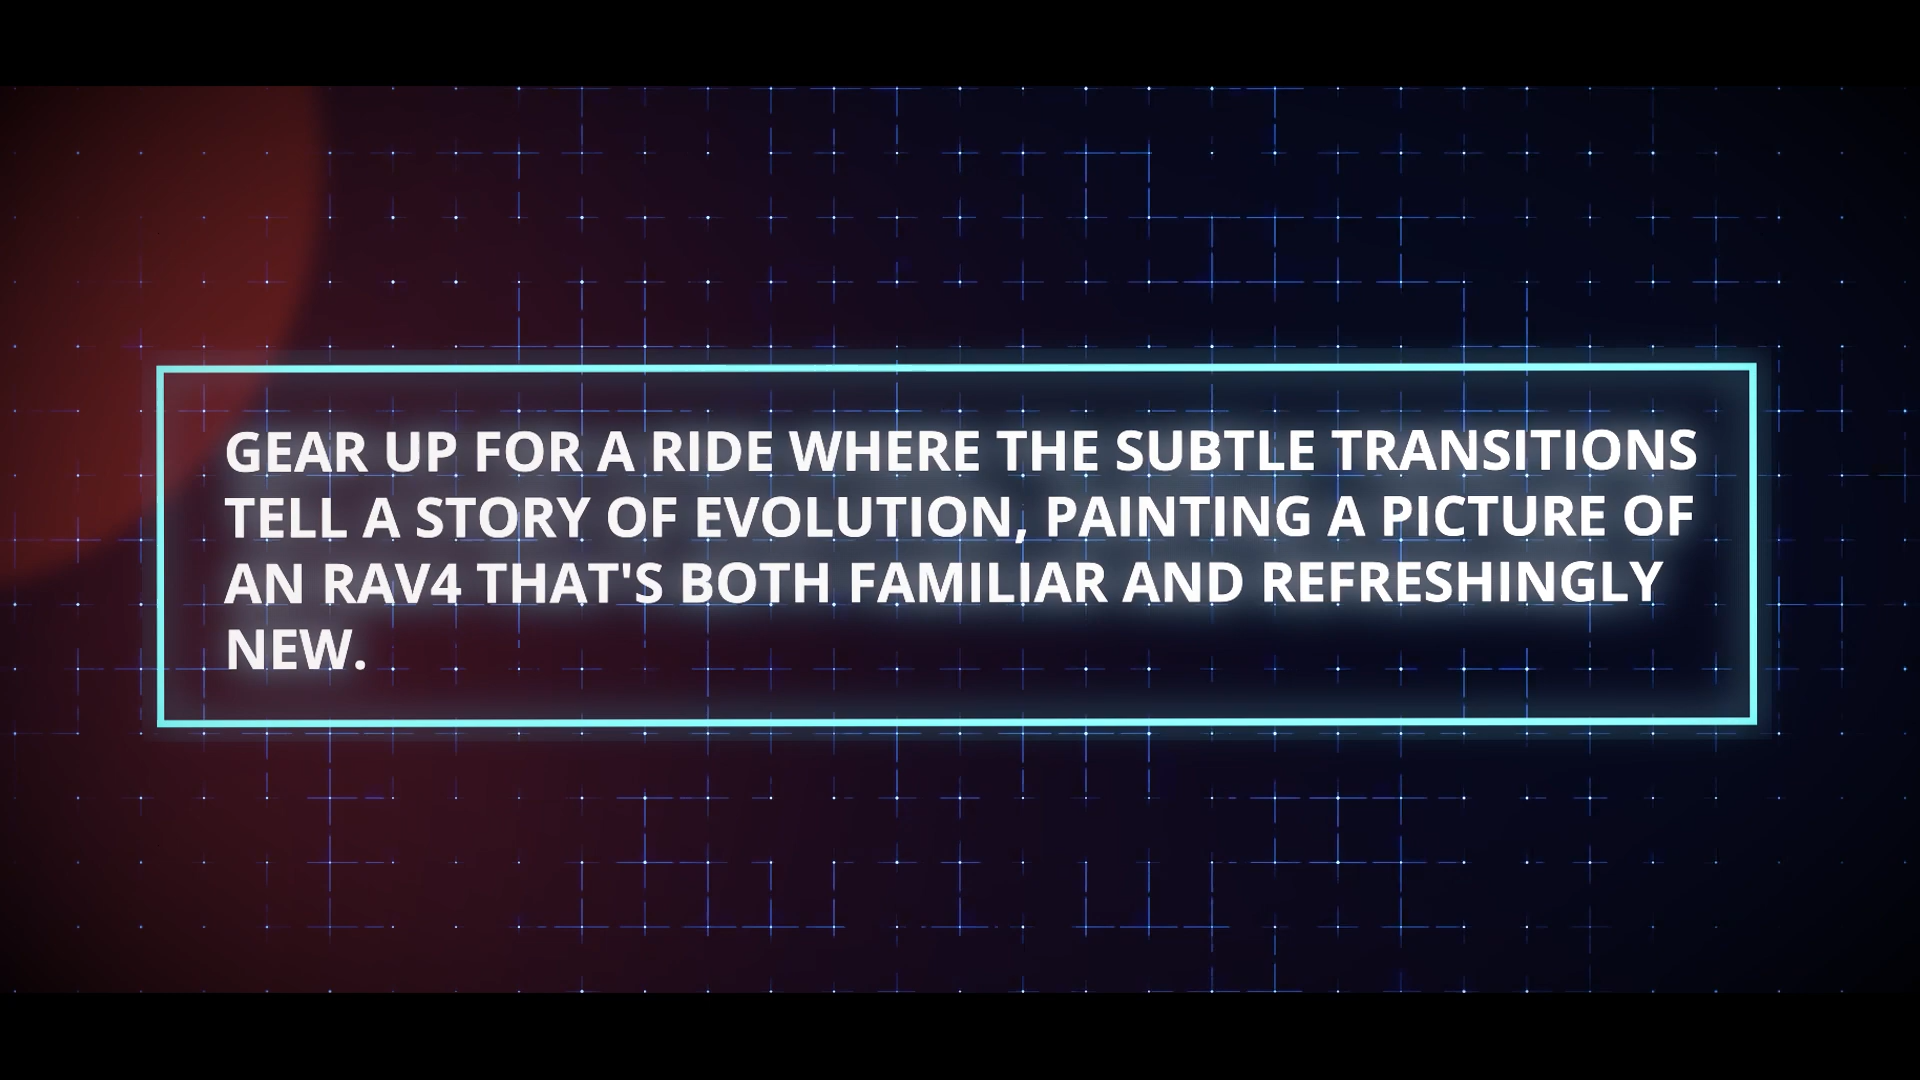 GEAR UP FOR A RIDE WHERE THE SUBTLE TRANSITIONS
TELL A STORY OF EVOLUTION, PAINTING A PICTURE OF
AN RAV4 THAT'S BOTH FAMILIAR AND REFRESHINGLY
NEW.